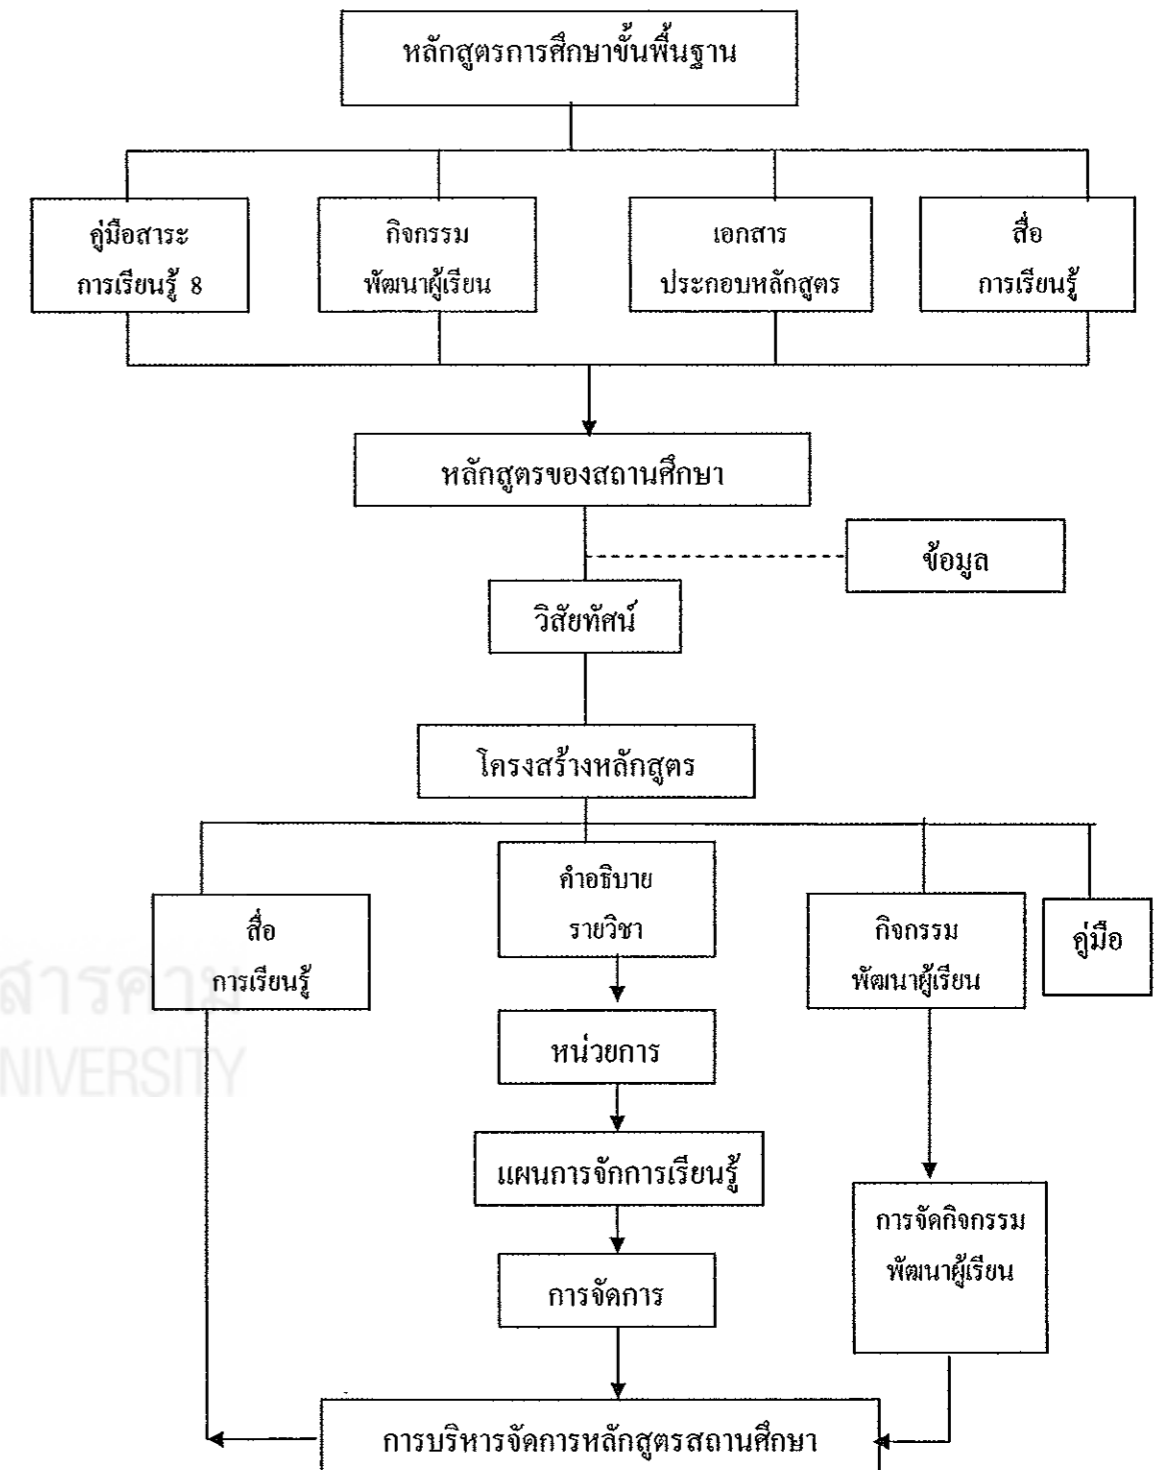 หลักสูตรการศึกษาขั้นพื้นฐาน
คู่มือสาระ
การเรียนรู้ 8
กิจกรรม
พัฒนาผู้เรียน
เอกสาร
ประกอบหลักสูตร
สื่อ
การเรียนรู้
หลักสูตรของสถานศึกษา
ข้อมูล
วิสัยทัศน์
โครงสร้างหลักสูตร
สื่อ
การเรียนรู้
คำอธิบาย
รายวิชา
กิจกรรม
พัฒนาผู้เรียน
คู่มือ
สารคาม
NIVERSITY
หน่วยการ
แผนการจักการเรียนรู้
การจัดกิจกรรม
พัฒนาผู้เรียน
การจัดการ
การบริหารจัดการหลักสูตรสถานศึกษา